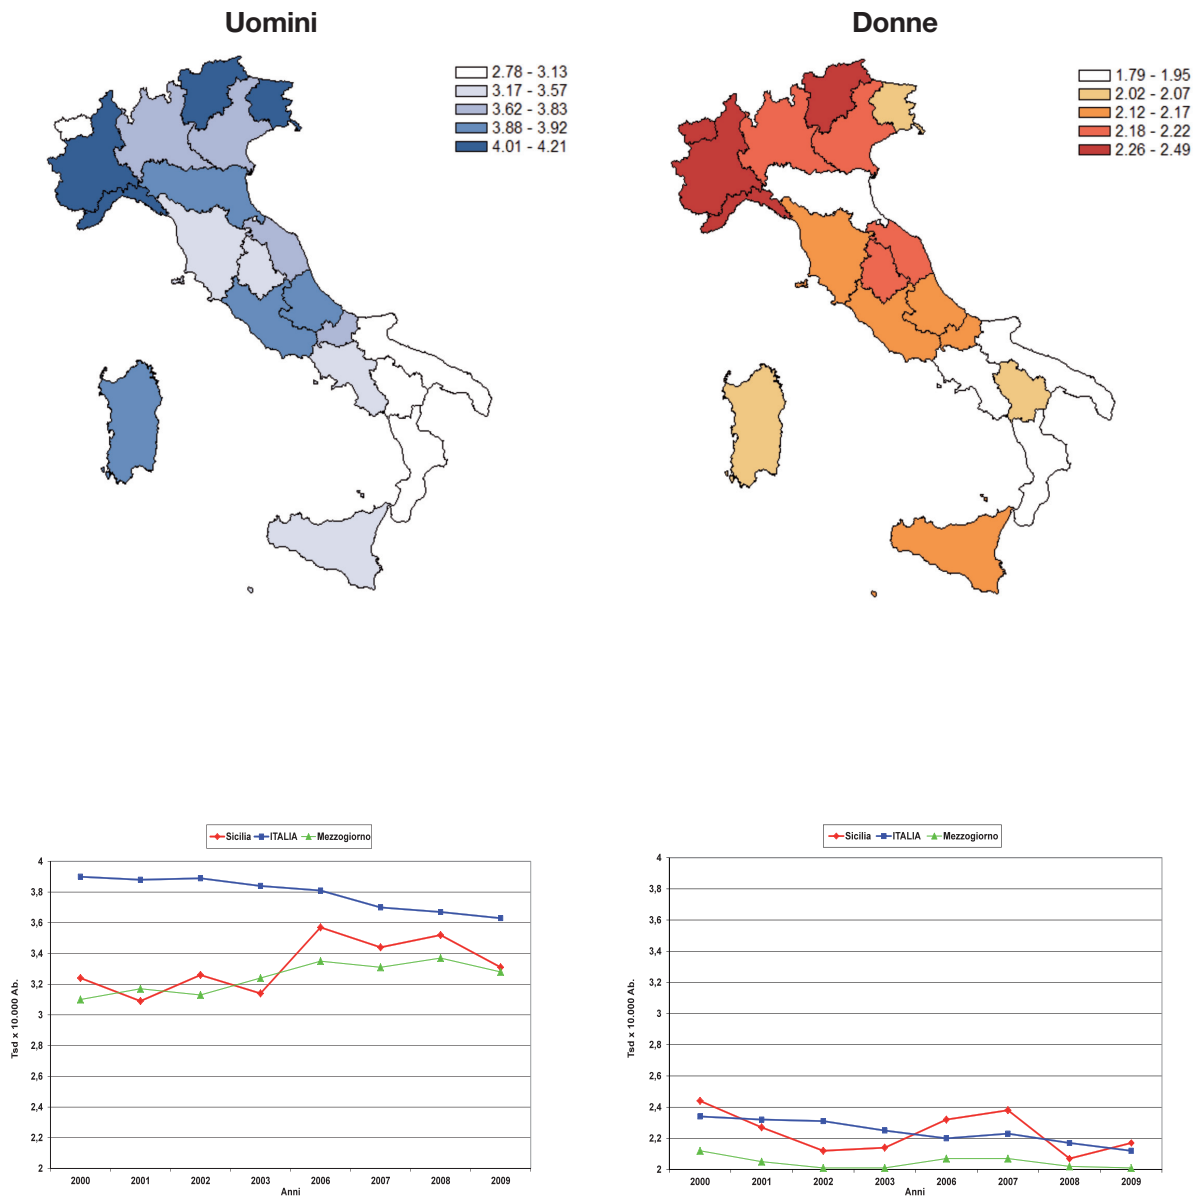 Uomini
2.78 - 3.13
3.17 - 3.57
3.62 - 3.83
3.88 - 3.92
4.01 - 4.21
Donne
1.79 - 1.95
2.02 - 2.07
2.12 - 2.17
2.18 - 2.22
2.26 - 2.49
Sicilia ITALIA Mezzogiorno
Tsd x 10.000 Ab.
4
3,8
3,6
3,4
3,2
3
2,8
2,6
2,4
2,2
2
2000 2001 2002 2003 2006 2007 2008 2009
Anni
Sicilia ITALIA Mezzogiorno
Tsd x 10.000 Ab.
4
3,8
3,6
3,4
3,2
3
2,8
2,6
2,4
2,2
2
2000 2001 2002 2003 2006 2007 2008 2009
Anni